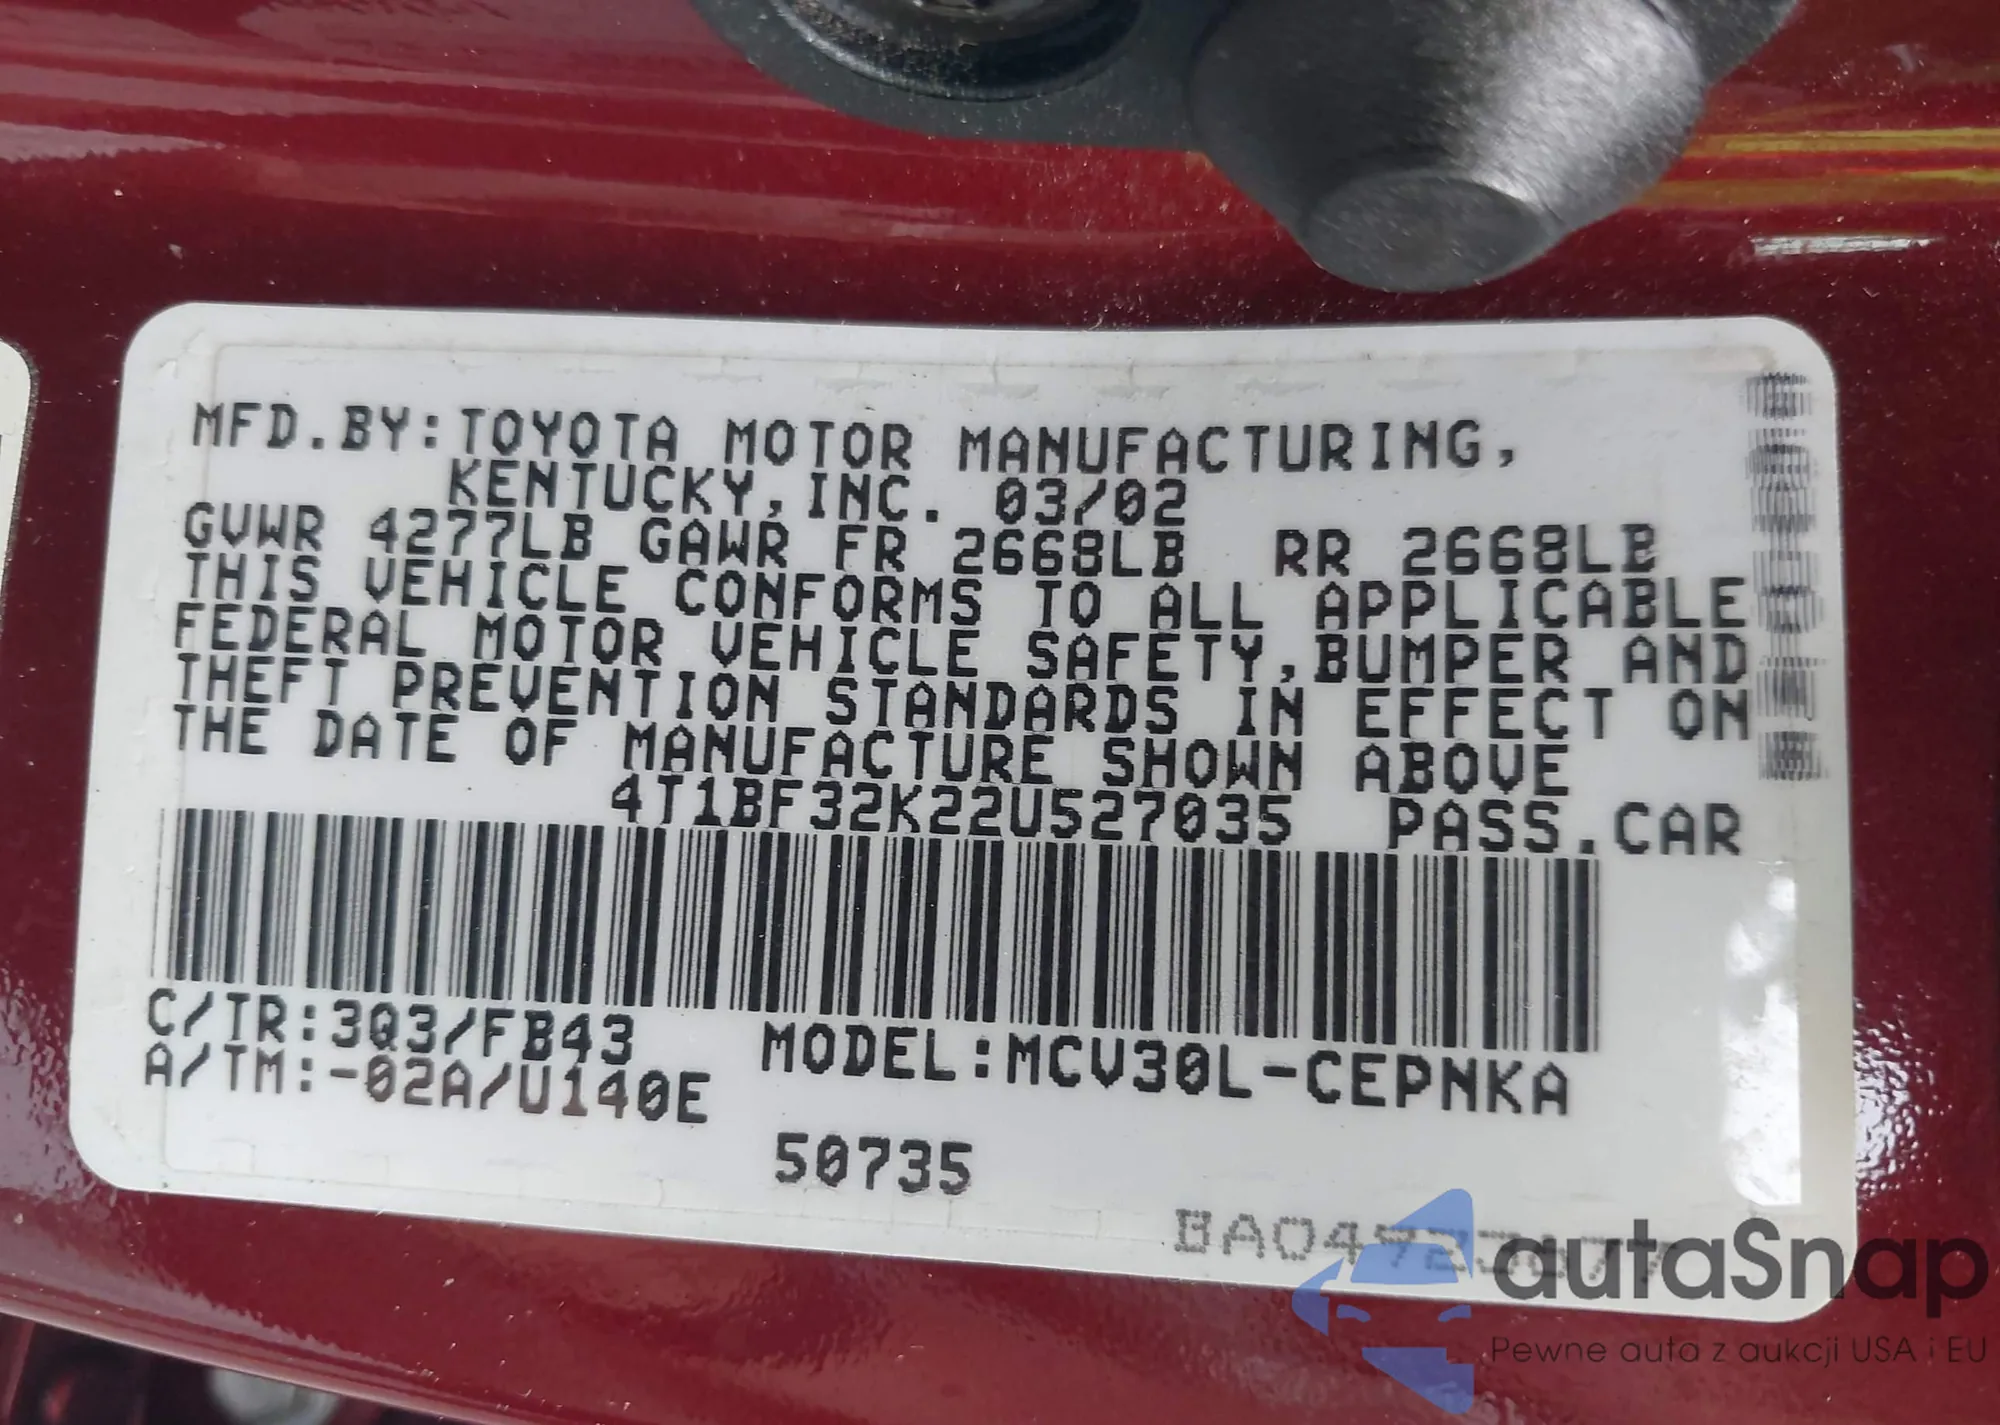 MFD.BY:TOYOTA MOTOR MANUFACTURING,
KENTUCKY,INC. 03/02
GVWR 4277LB GAWR FR 2668LB RR 2668LB
THIS VEHICLE CONFORMS TO ALL APPLICABLE
FEDERAL MOTOR VEHICLE SAFETY,BUMPER AND
THEFT PREVENTION STANDARDS IN EFFECT ON
THE DATE OF MANUFACTURE SHOWN ABOVE
4T1BF32K22U527035 PASS.CAR
C/TR:3Q3/FB43 MODEL:MCV30L-CEPNKA
A/TM:-02A/U140E
50735
autaSnap
Pewne auta z aukcji USA i EU